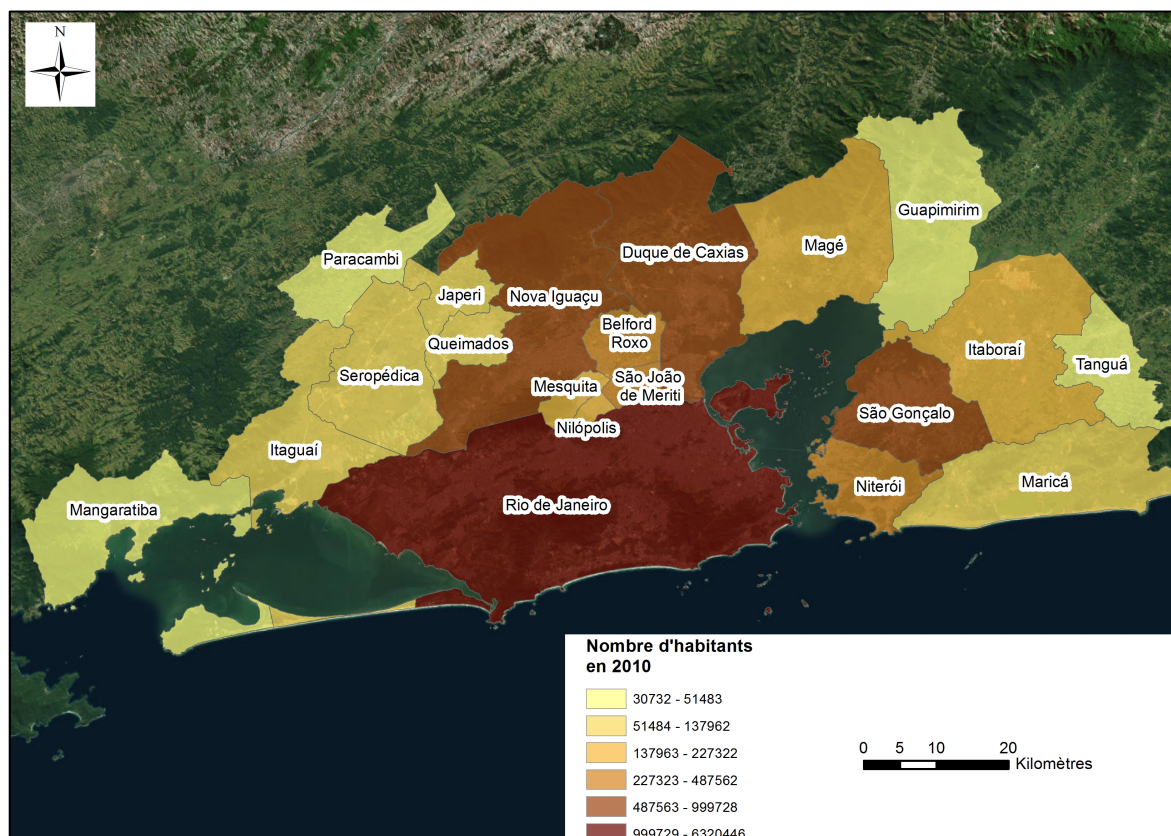 N
Guapimirim
Magé
Duque de Caxias
Paracambi
Japeri
Nova Iguaçu
Belford
Roxo
Queimados
Itaboraí
Tanguá
Seropédica
Mesquita
São João
de Meriti
São Gonçalo
Nilópolis
Itaguaí
Niterói
Maricá
Rio de Janeiro
Mangaratiba
Nombre d'habitants
en 2010
30732 - 51483
51484 - 137962
137963 - 227322
227323 - 487562
487563 - 999728
999729 - 6320446
0 5 10 20
Kilomètres